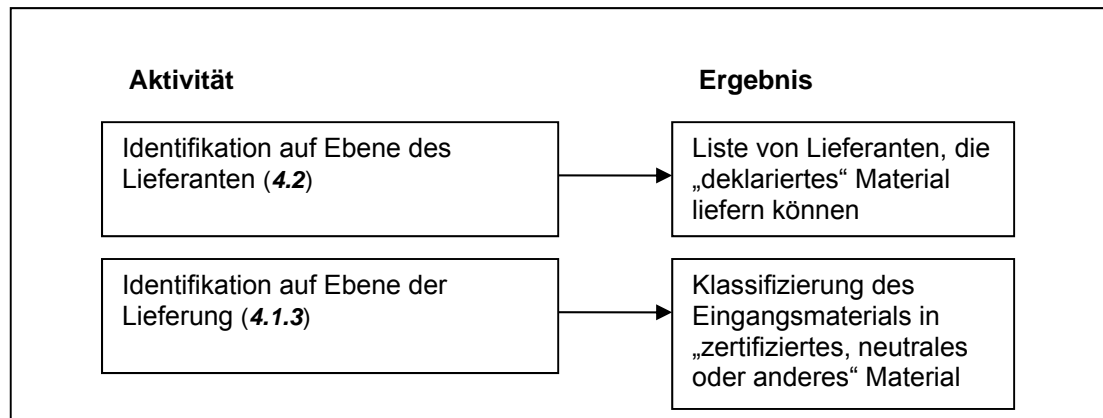 Aktivität
Ergebnis
Identifikation auf Ebene des
Lieferanten (4.2)
Liste von Lieferanten, die
„deklariertes“ Material
liefern können
Identifikation auf Ebene der
Lieferung (4.1.3)
Klassifizierung des
Eingangsmaterials in
„zertifiziertes, neutrales
oder anderes“ Material